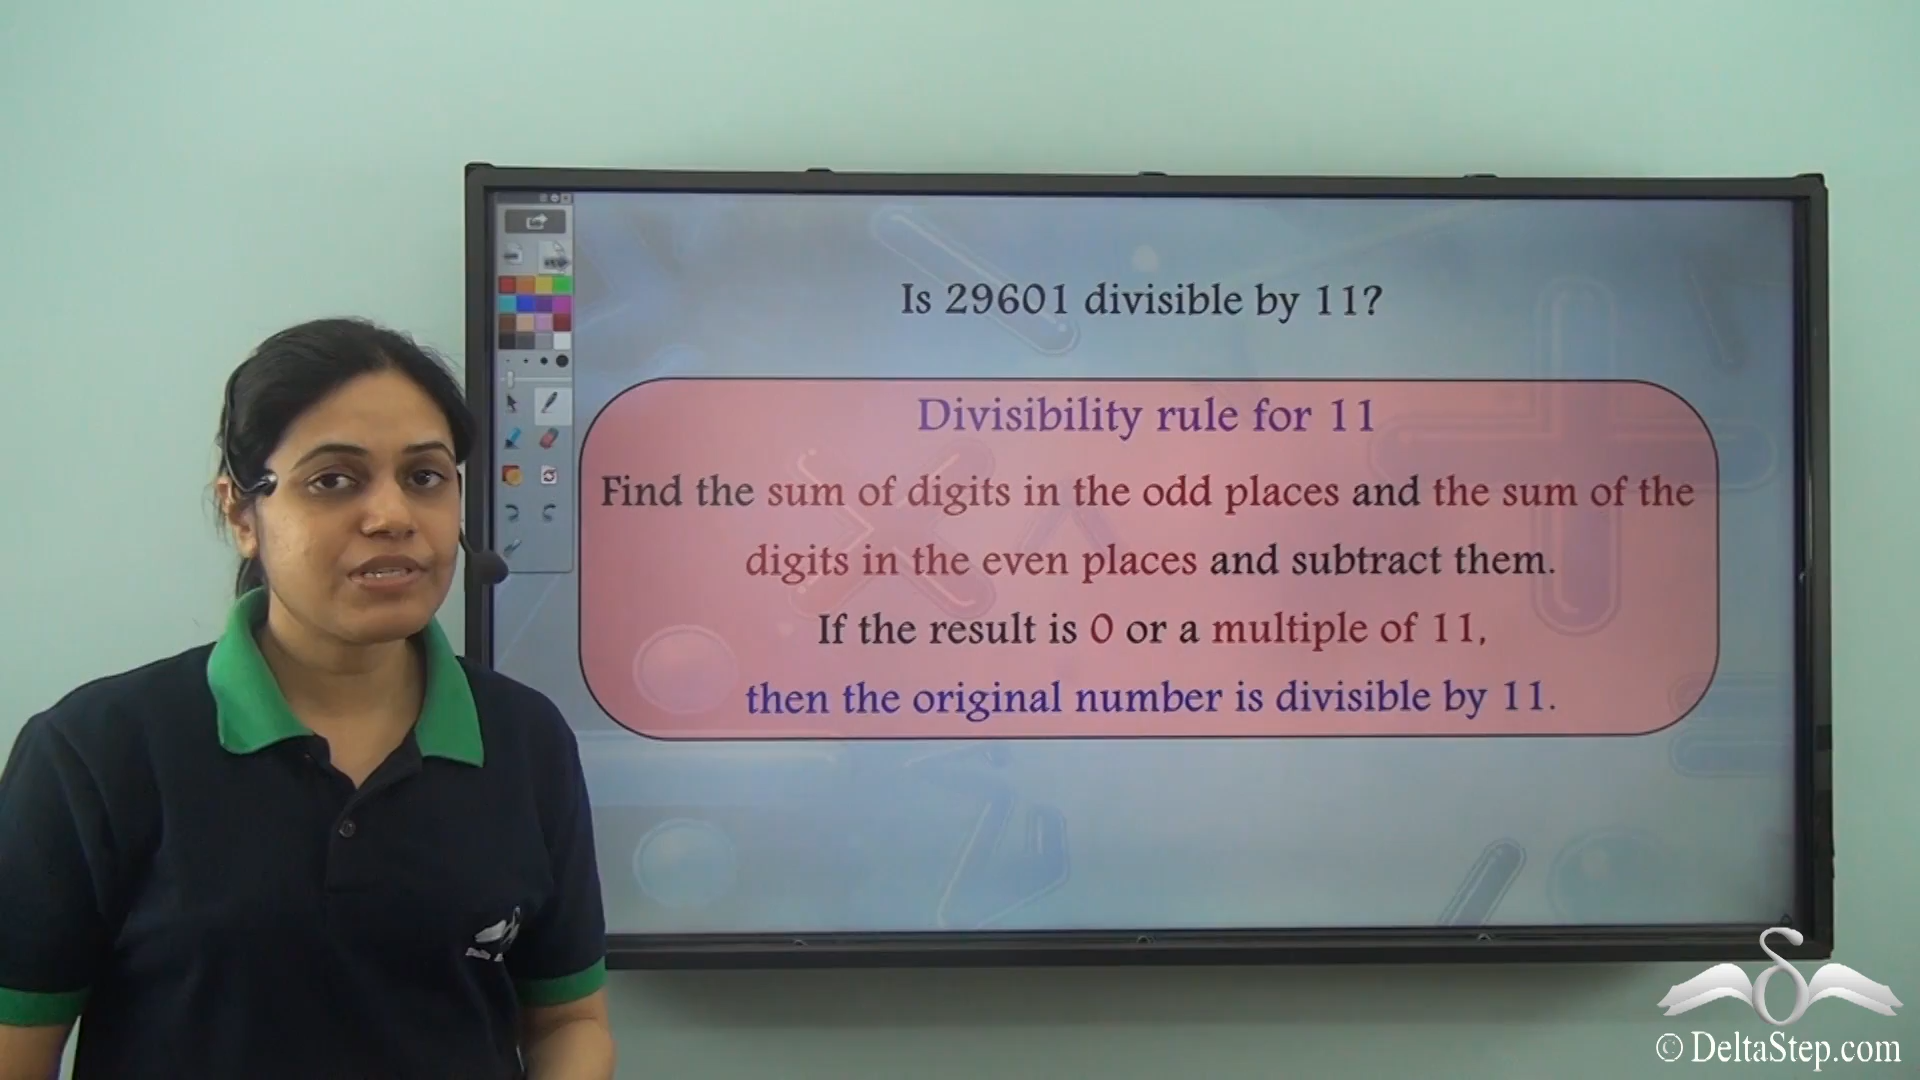 Is 29601 divisible by 11?
Divisibility rule for 11
Find the sum of digits in the odd places and the sum of the
digits in the even places and subtract them.
If the result is 0 or a multiple of 11,
then the original number is divisible by 11.
© DeltaStep.com